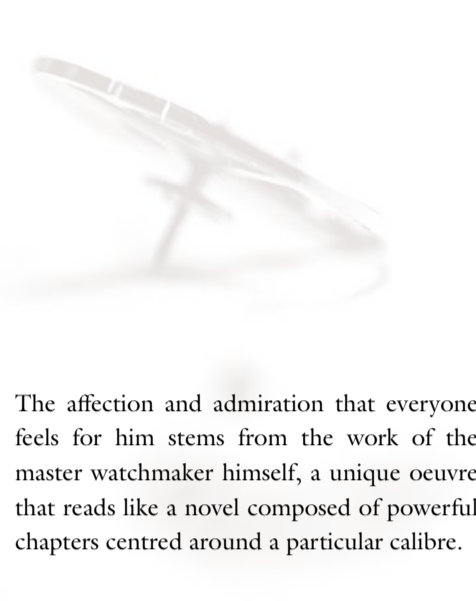 The affection and admiration that everyone
feels for him stems from the work of the
master watchmaker himself, a unique oeuvre
that reads like a novel composed of powerful
chapters centred around a particular calibre.